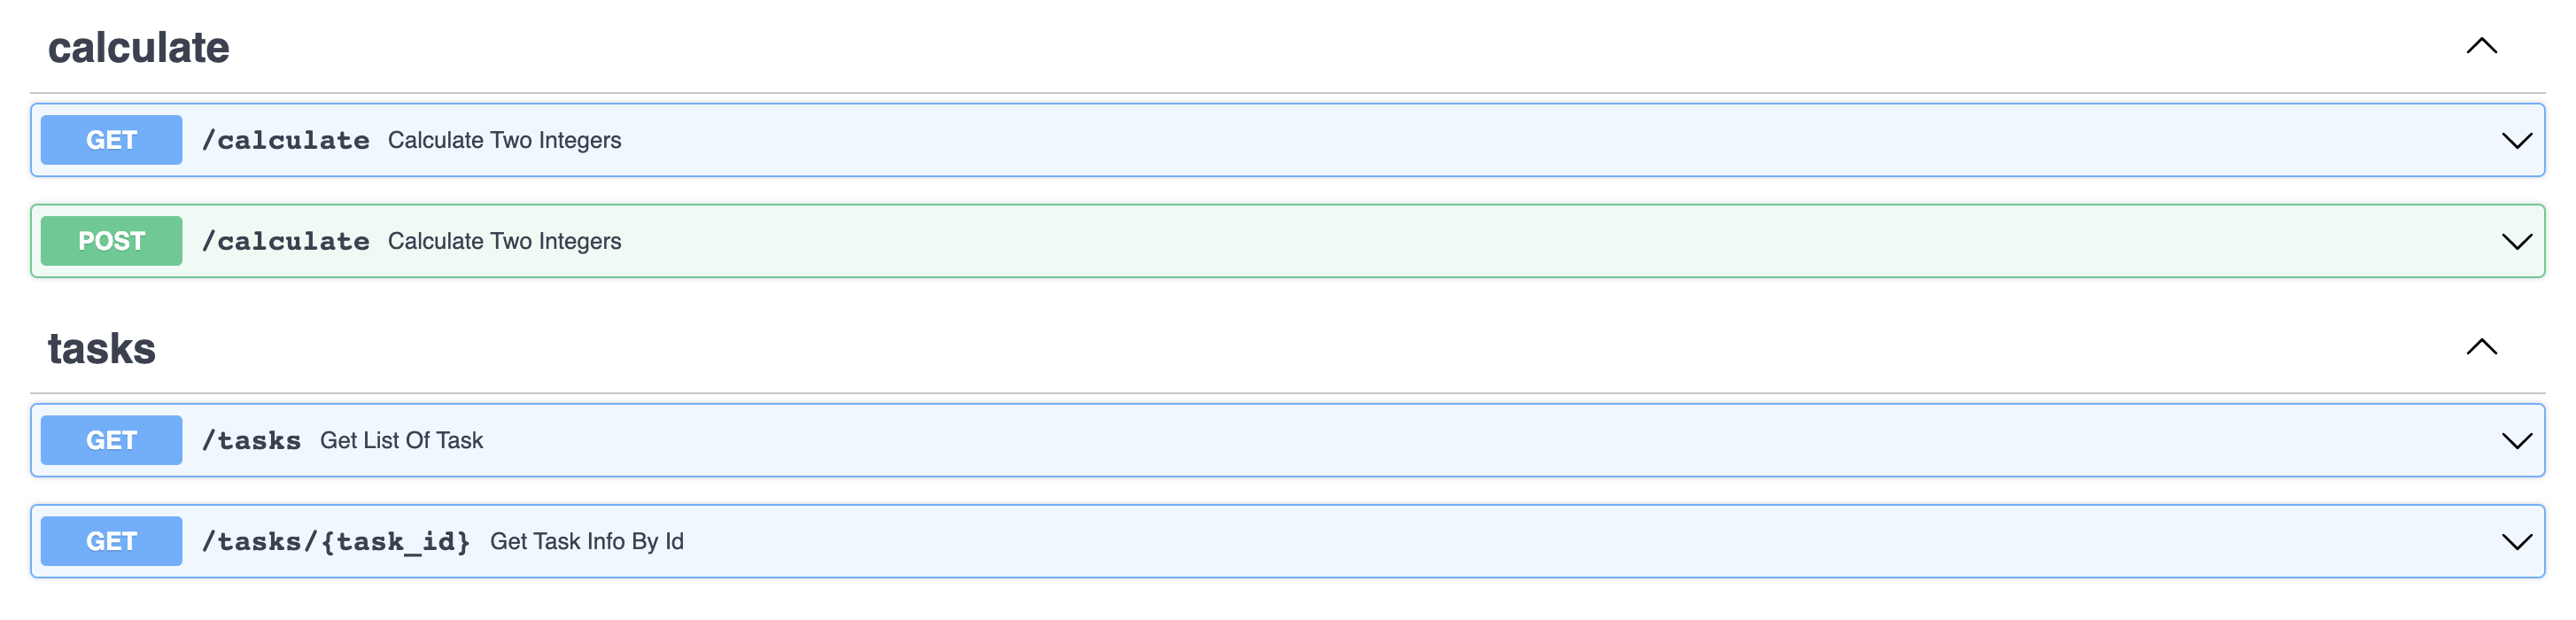 calculate
GET /calculate Calculate Two Integers
POST /calculate Calculate Two Integers
tasks
GET /tasks Get List Of Task
GET /tasks/{task_id} Get Task Info By Id